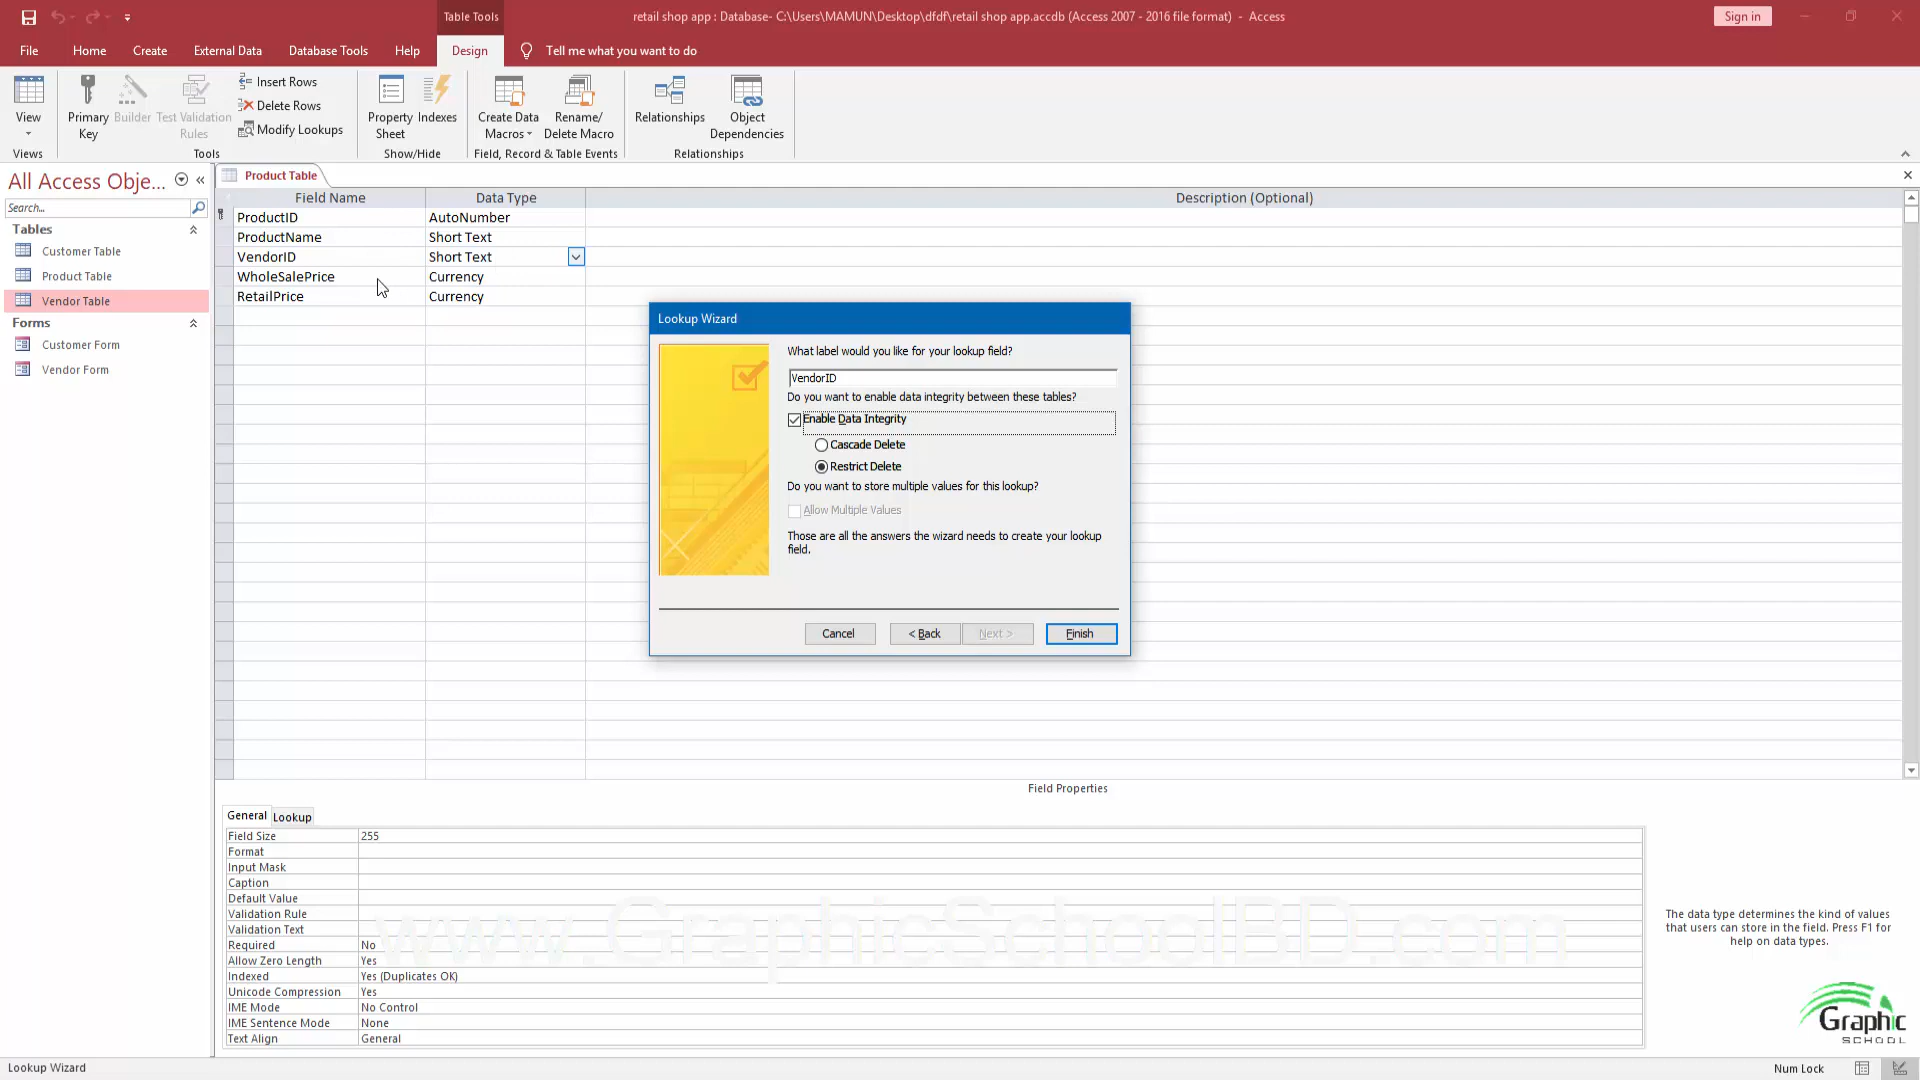 Table Tools
retail shop app : Database- C:\Users\MAMUN\Desktop\dfdf\retail shop app.accdb (Access 2007 - 2016 file format) - Access
Sign in
File
Home
Create
External Data
Database Tools
Help
Design
Tell me what you want to do
View
Primary Key
Builder
Test Validation Rules
Insert Rows
Delete Rows
Modify Lookups
Property Sheet
Indexes
Create Data Macros
Rename/ Delete Macro
Relationships
Object Dependencies
Views
Tools
Show/Hide
Field, Record & Table Events
Relationships
All Access Obje...
Search...
Tables
Customer Table
Product Table
Vendor Table
Forms
Customer Form
Vendor Form
Product Table
Field Name
Data Type
Description (Optional)
ProductID AutoNumber
ProductName Short Text
VendorID Short Text
WholeSalePrice Currency
RetailPrice Currency
Lookup Wizard
What label would you like for your lookup field?
VendorID
Do you want to enable data integrity between these tables?
Enable Data Integrity
Cascade Delete
Restrict Delete
Do you want to store multiple values for this lookup?
Allow Multiple Values
Those are all the answers the wizard needs to create your lookup
field.
Cancel
< Back
Next >
Finish
Field Properties
General
Lookup
Field Size 255
Format
Input Mask
Caption
Default Value
Validation Rule
Validation Text
Required No
Allow Zero Length Yes
Indexed Yes (Duplicates OK)
Unicode Compression Yes
IME Mode No Control
IME Sentence Mode None
Text Align General
www.GraphicSchoolBD.com
The data type determines the kind of values
that users can store in the field. Press F1 for
help on data types.
Graphic
SCHOOL
Lookup Wizard
Num Lock